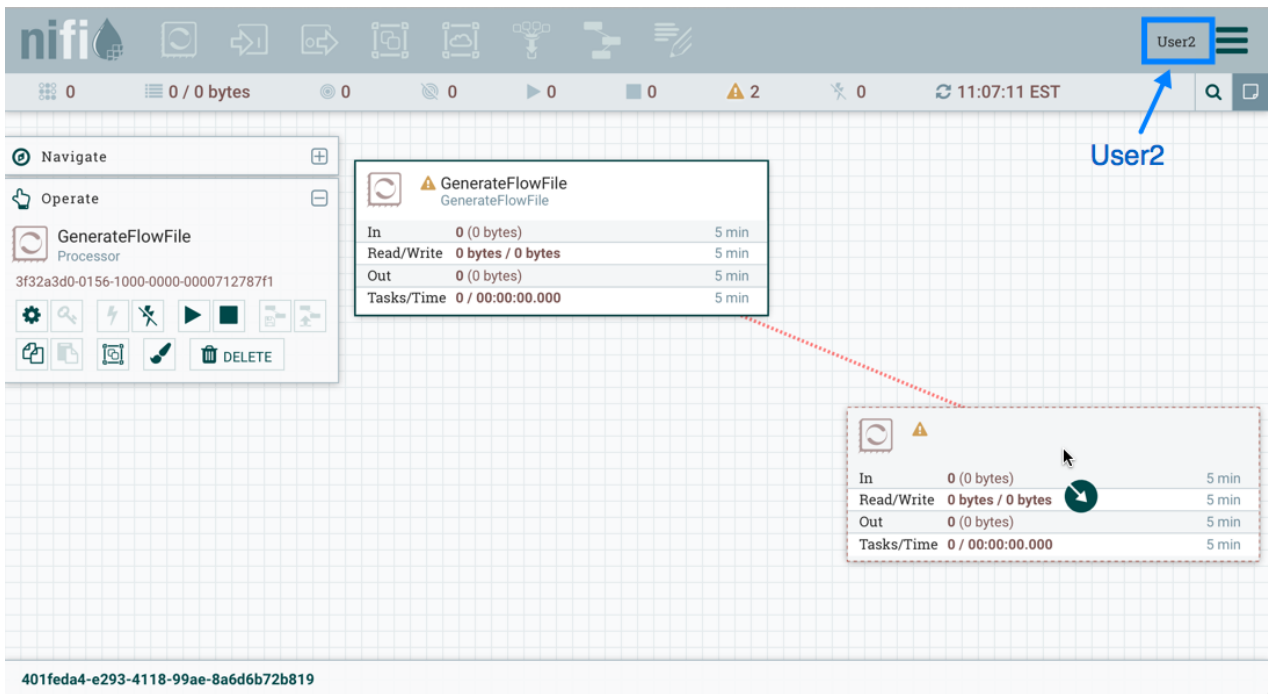 nifi
User2
0 0 / 0 bytes 0 0 0 0 2 0 11:07:11 EST
User2
Navigate
Operate
GenerateFlowFile
Processor
3f32a3d0-0156-1000-0000-0000712787f1
DELETE
GenerateFlowFile
GenerateFlowFile
In 0 (0 bytes) 5 min
Read/Write 0 bytes / 0 bytes 5 min
Out 0 (0 bytes) 5 min
Tasks/Time 0 / 00:00:00.000 5 min
In 0 (0 bytes) 5 min
Read/Write 0 bytes / 0 bytes 5 min
Out 0 (0 bytes) 5 min
Tasks/Time 0 / 00:00:00.000 5 min
401feda4-e293-4118-99ae-8a6d6b72b819